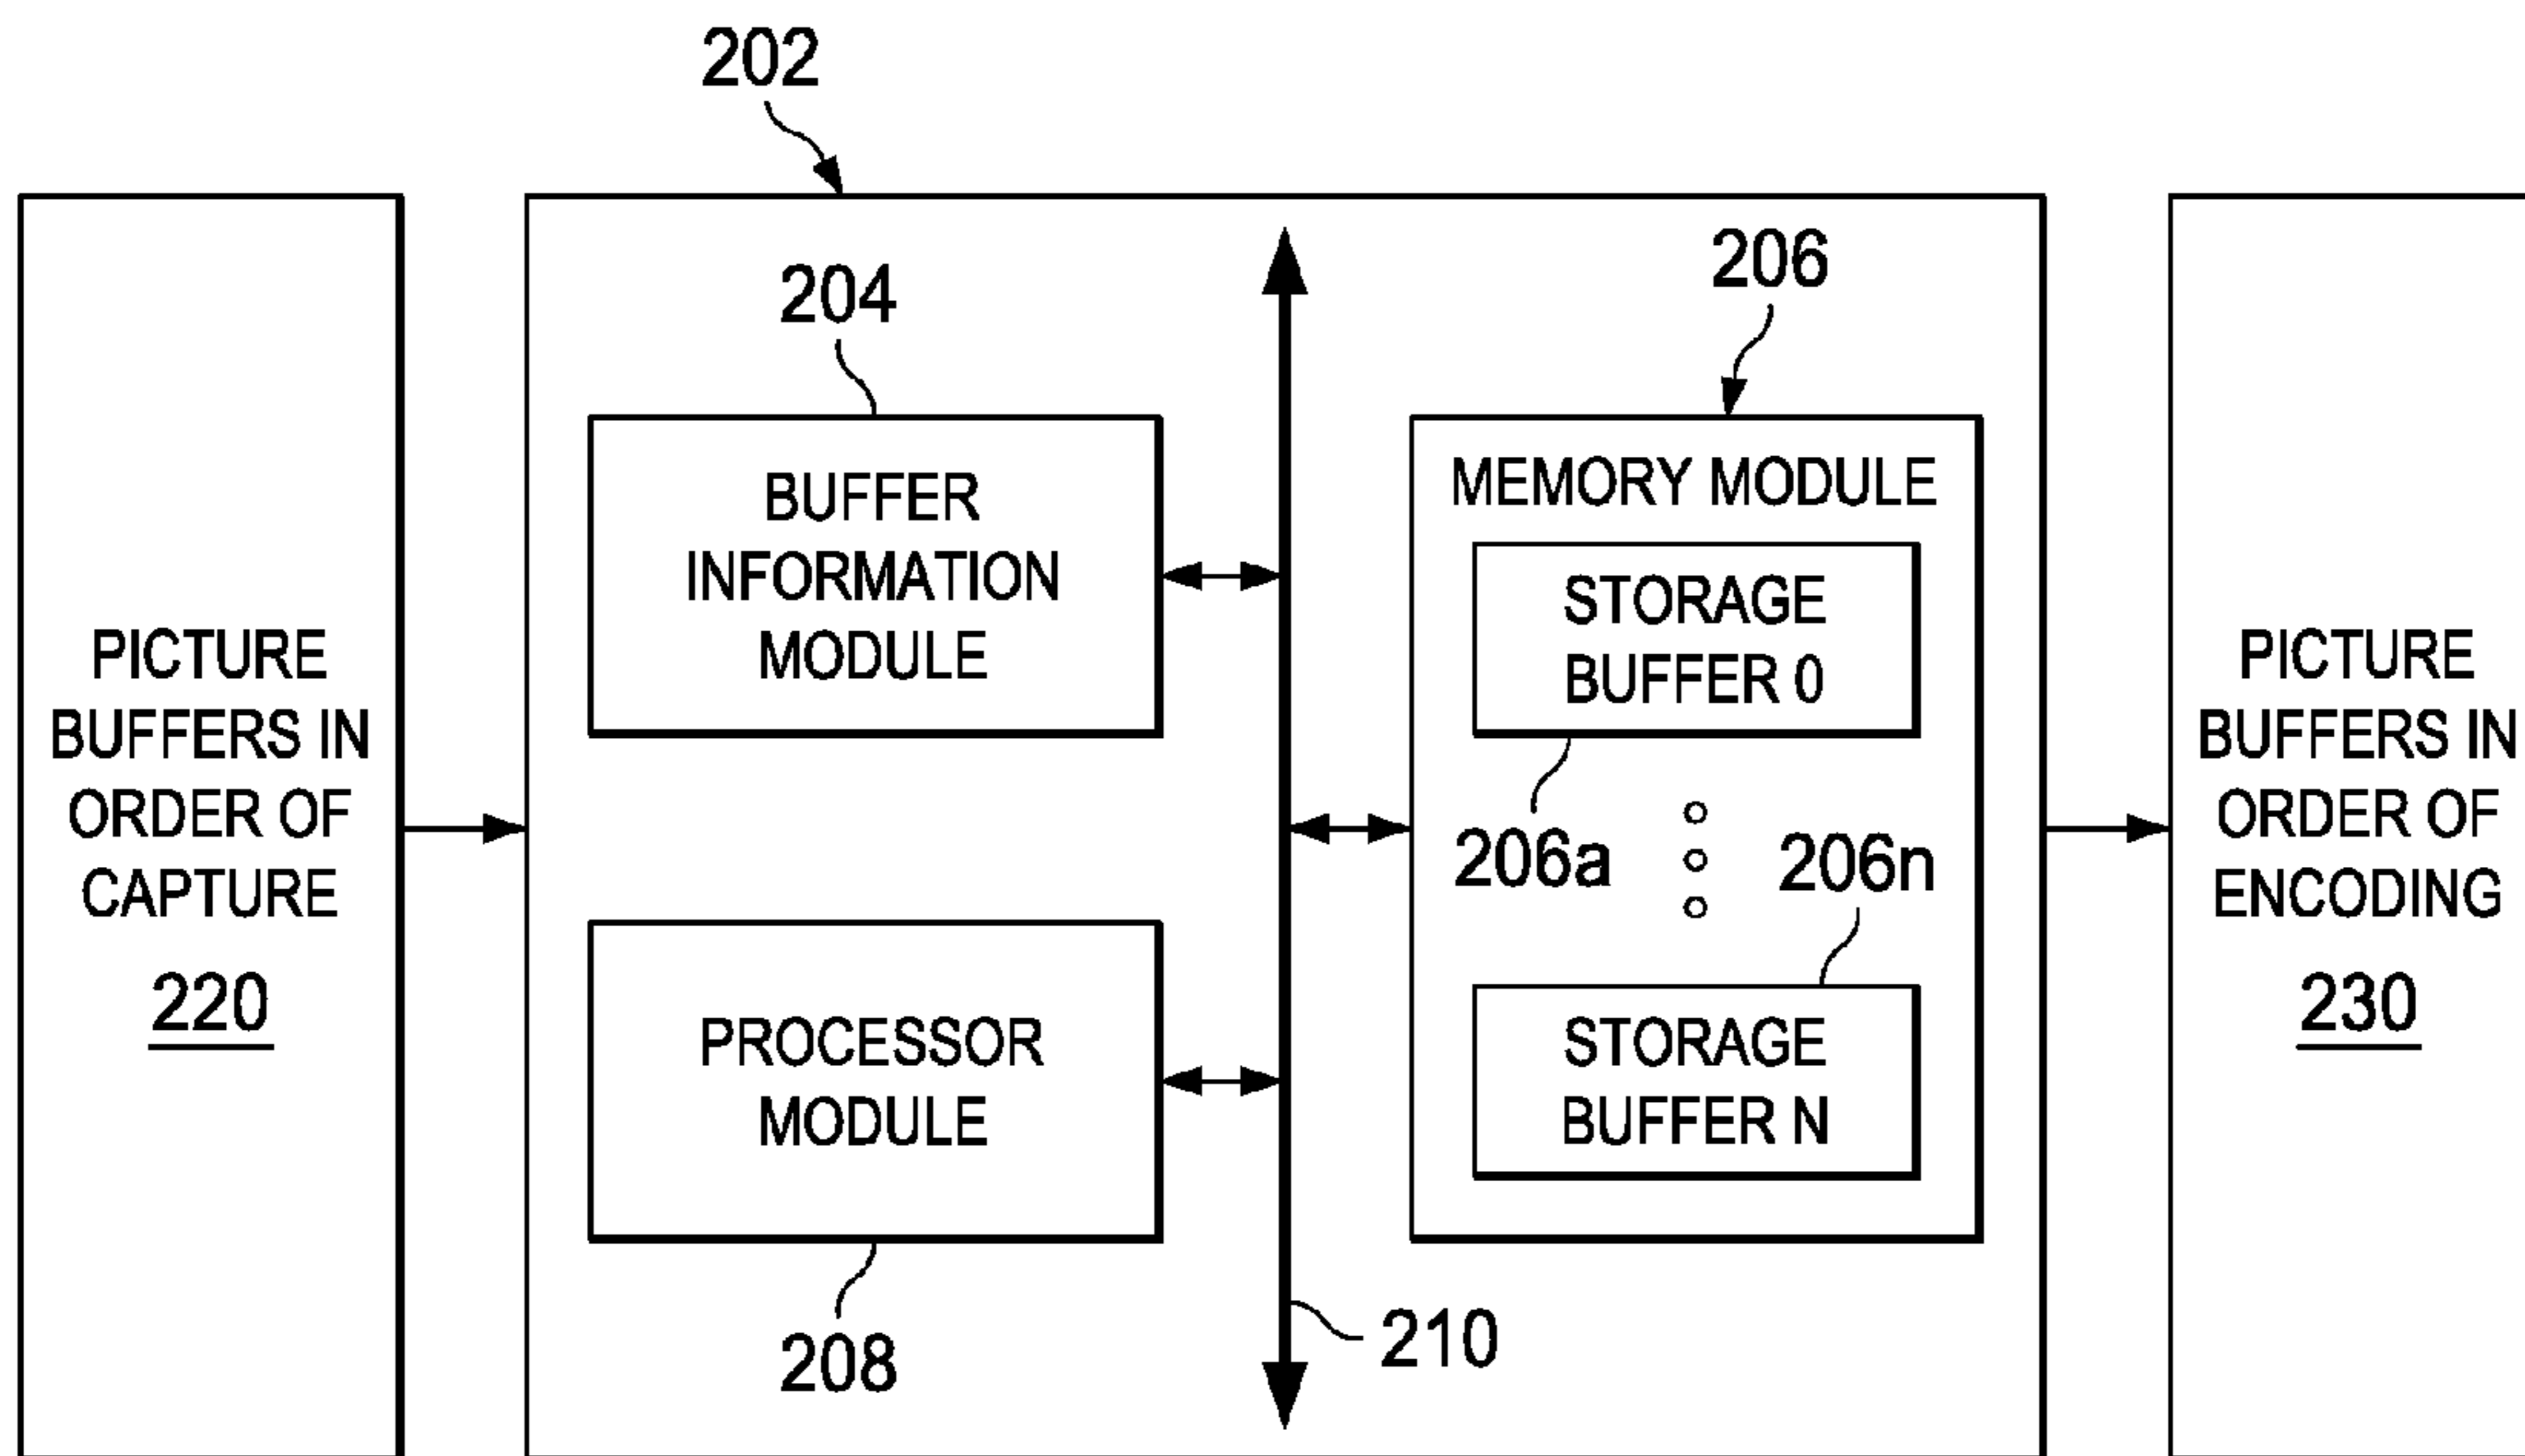 202
PICTURE
BUFFERS IN
ORDER OF
CAPTURE
220
204
BUFFER
INFORMATION
MODULE
PROCESSOR
MODULE
208
210
206
MEMORY MODULE
STORAGE
BUFFER 0
206a
206n
STORAGE
BUFFER N
PICTURE
BUFFERS IN
ORDER OF
ENCODING
230